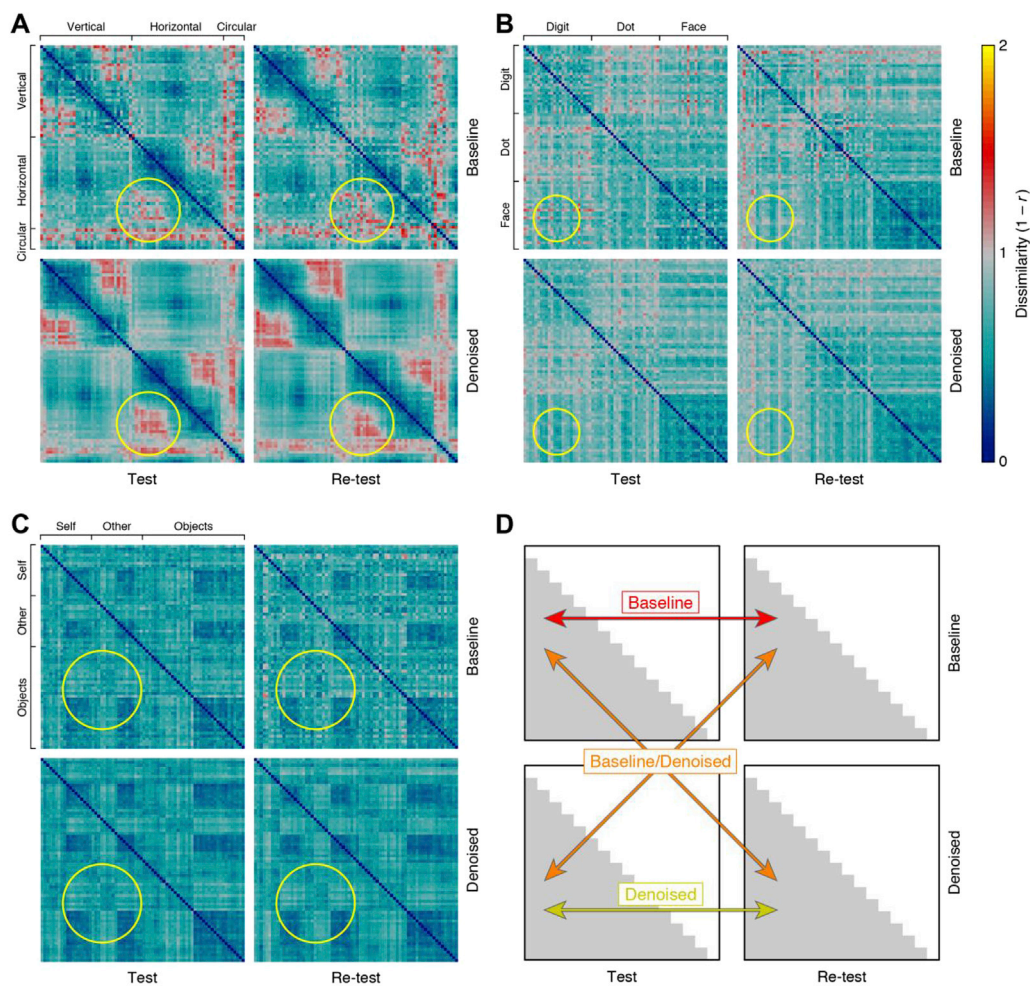 A
Vertical Horizontal Circular
Vertical
Horizontal
Circular
Baseline
Denoised
Test Re-test
B
Digit Dot Face
Digit
Dot
Face
Baseline
Denoised
Test Re-test
2
1
0
Dissimilarity (1 − r)
C
Self Other Objects
Self
Other
Objects
Baseline
Denoised
Test Re-test
D
Baseline
Baseline/Denoised
Denoised
Baseline
Denoised
Test Re-test